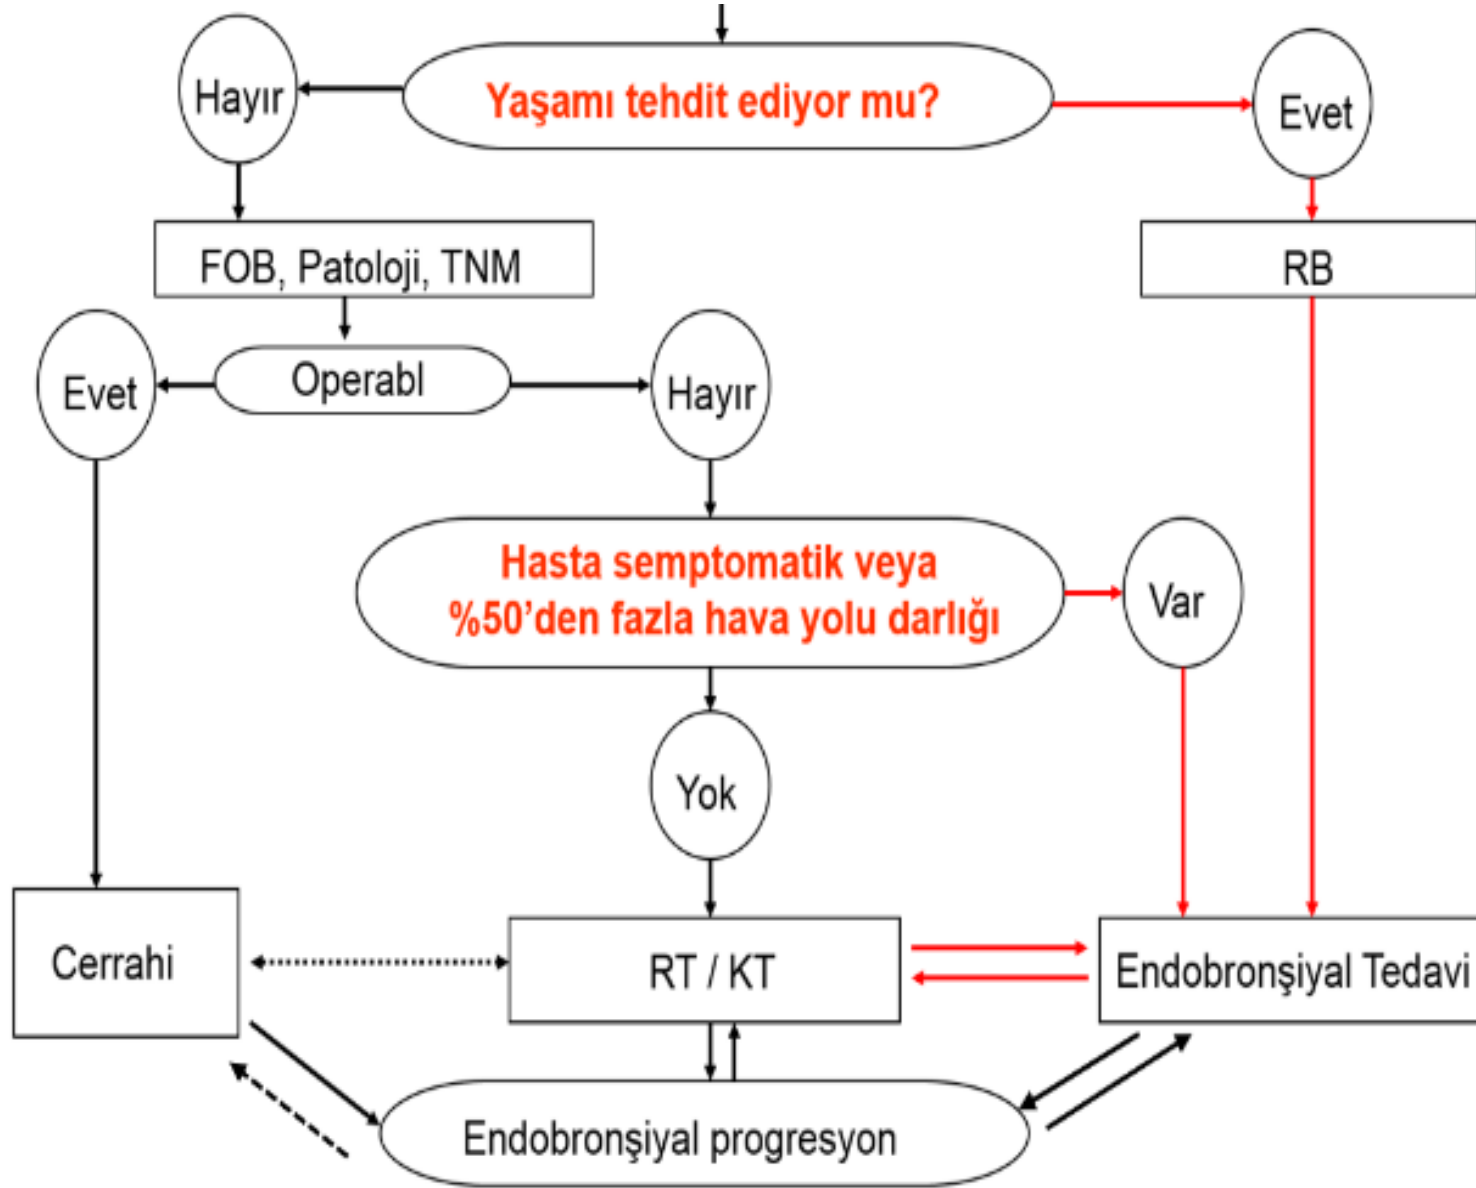 Yaşamı tehdit ediyor mu?
Hayır
Evet
FOB, Patoloji, TNM
RB
Evet
Operabl
Hayır
Hasta semptomatik veya
%50’den fazla hava yolu darlığı
Var
Yok
Cerrahi
RT / KT
Endobronşiyal Tedavi
Endobronşiyal progresyon